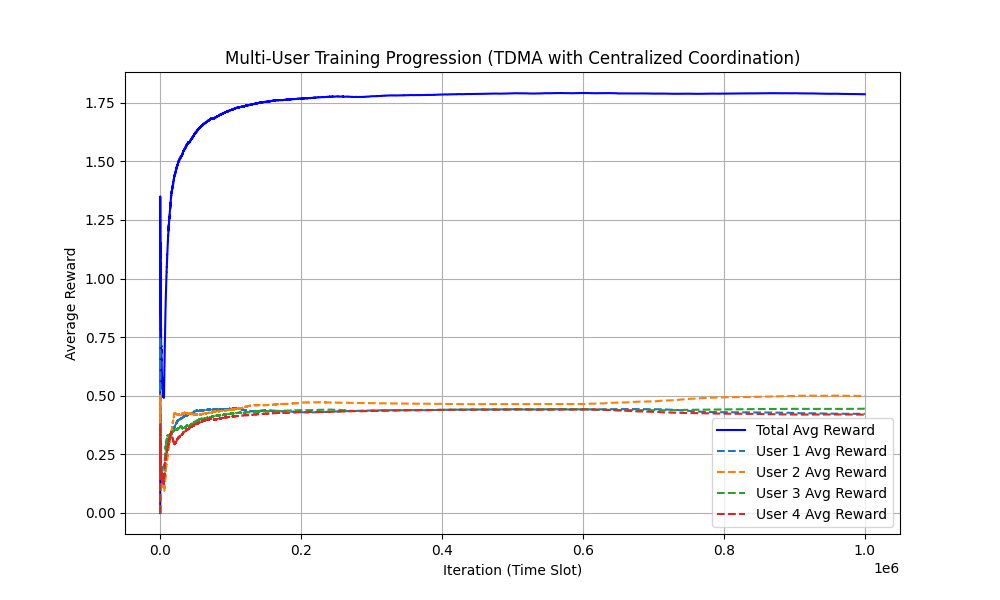 Multi-User Training Progression (TDMA with Centralized Coordination)
Average Reward
1.75
1.50
1.25
1.00
0.75
0.50
0.25
0.00
Total Avg Reward
User 1 Avg Reward
User 2 Avg Reward
User 3 Avg Reward
User 4 Avg Reward
0.0 0.2 0.4 0.6 0.8 1.0
1e6
Iteration (Time Slot)